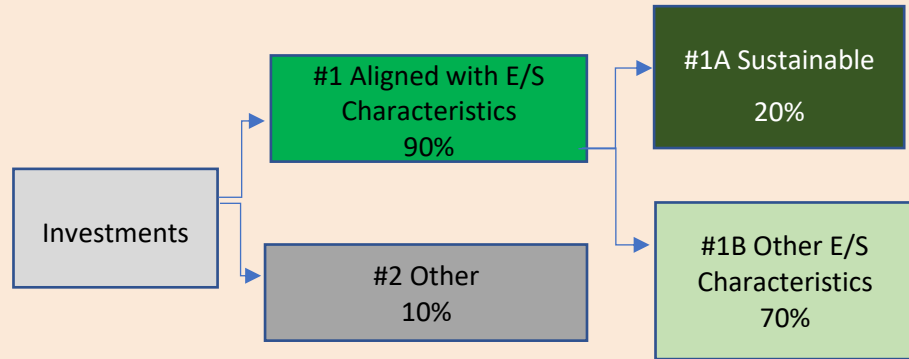 Investments
#1 Aligned with E/S
Characteristics
90%
#2 Other
10%
#1A Sustainable
20%
#1B Other E/S
Characteristics
70%